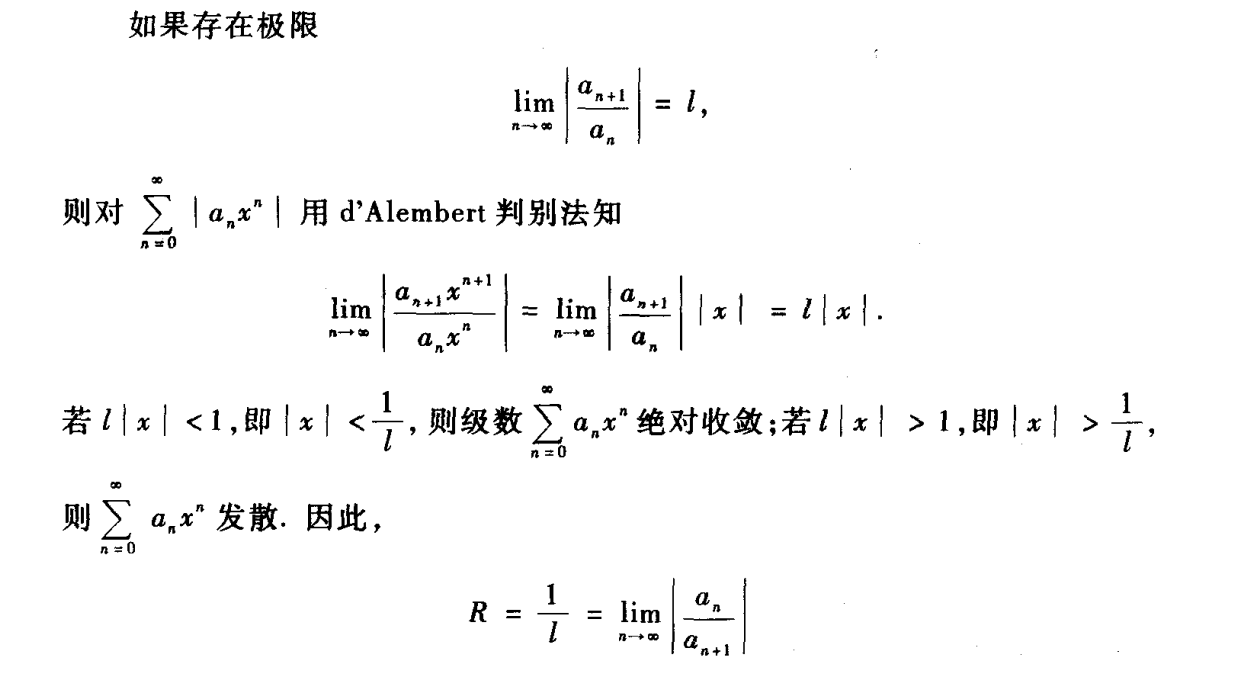 如果存在极限
$$\lim_{n\to\infty}\left|\frac{a_{n+1}}{a_n}\right| = l,$$
则对 $\sum_{n=0}^{\infty} |a_n x^n|$ 用 d'Alembert 判别法知
$$\lim_{n\to\infty}\left|\frac{a_{n+1}x^{n+1}}{a_n x^n}\right| = \lim_{n\to\infty}\left|\frac{a_{n+1}}{a_n}\right||x| = l|x|.$$
若 $l|x|<1$,即 $|x|<\frac{1}{l}$, 则级数 $\sum_{n=0}^{\infty} a_n x^n$ 绝对收敛;若 $l|x|>1$,即 $|x|>\frac{1}{l}$,
则 $\sum_{n=0}^{\infty} a_n x^n$ 发散. 因此,
$$R = \frac{1}{l} = \lim_{n\to\infty}\left|\frac{a_n}{a_{n+1}}\right|$$